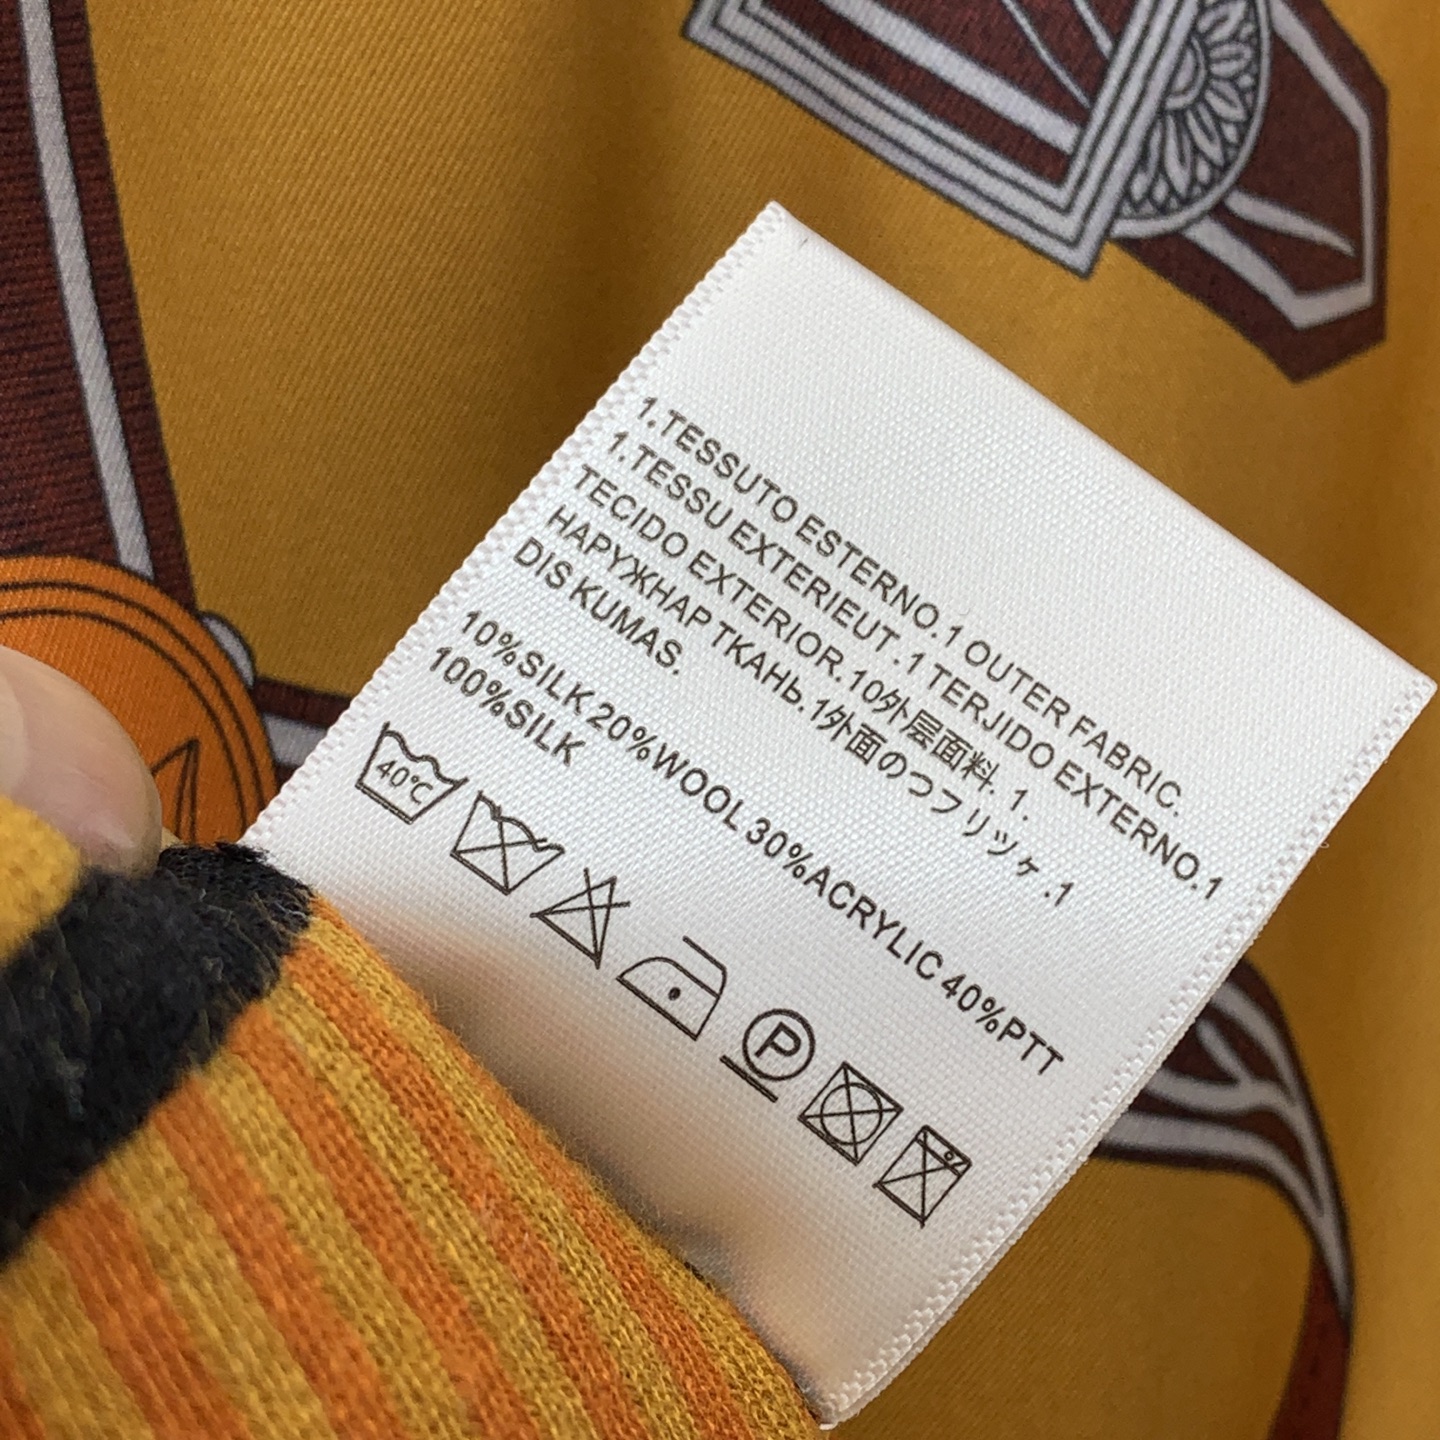 1.TESSUTO ESTERNO.1 OUTER FABRIC.
1.TESSU EXTERIEUT.1 TERJIDO EXTERNO.1
TECIDO EXTERIOR.10外层面料. 1.
НАРУЖНАР ТКАНЬ.1外面のつフリッヶ.1
DIS KUMAS.
10%SILK 20%WOOL 30%ACRYLIC 40%PTT
100%SILK
40℃
P